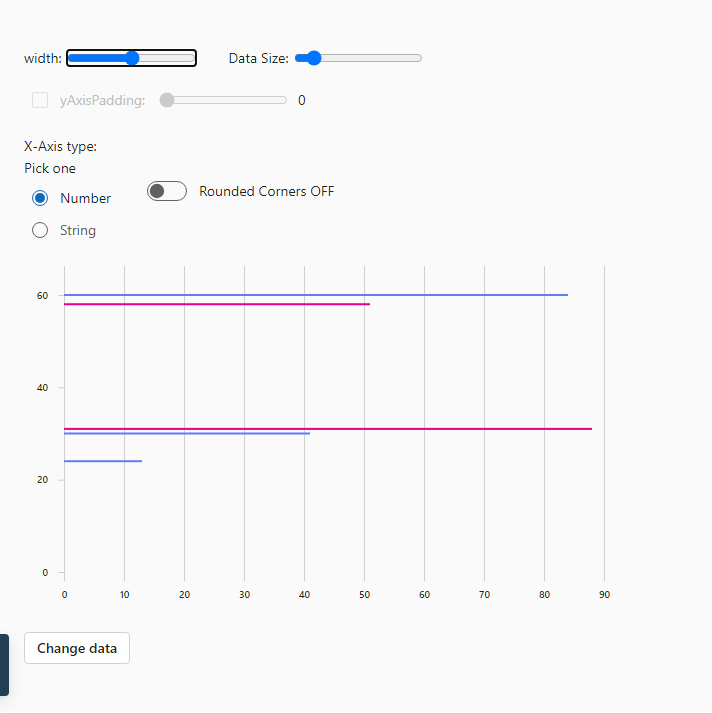 width: Data Size:
yAxisPadding: 0
X-Axis type:
Pick one
Number Rounded Corners OFF
String
60
40
20
0
0 10 20 30 40 50 60 70 80 90
Change data